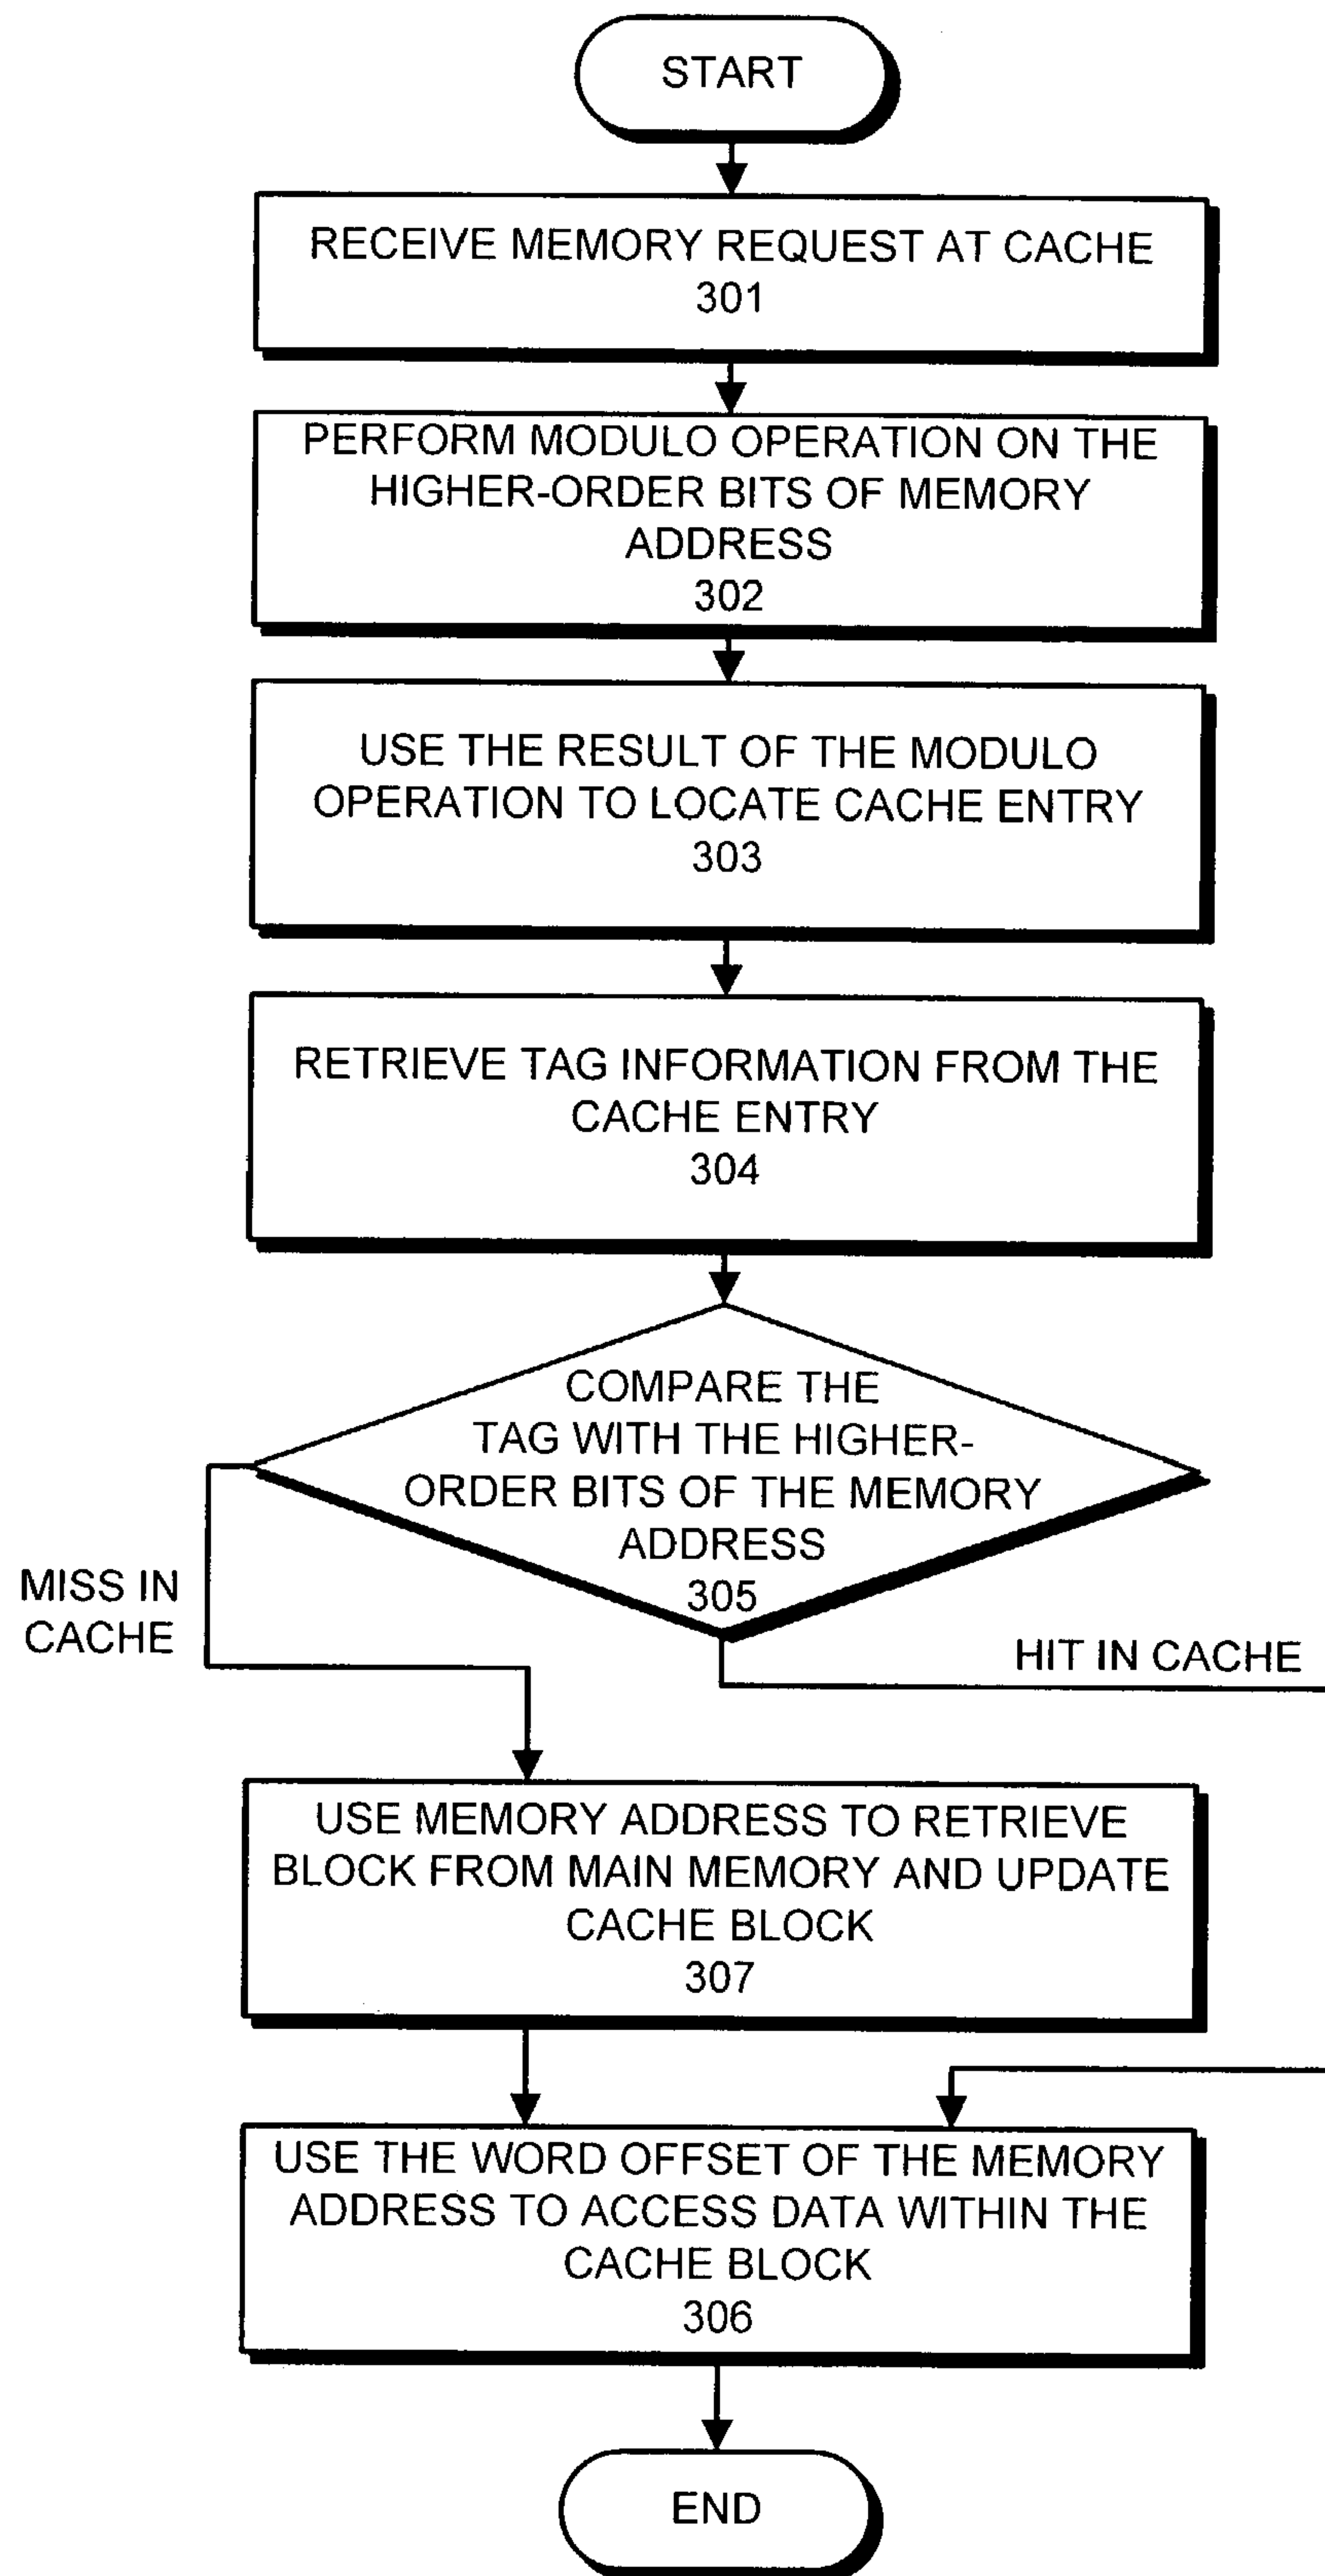 START
RECEIVE MEMORY REQUEST AT CACHE
301
PERFORM MODULO OPERATION ON THE
HIGHER-ORDER BITS OF MEMORY
ADDRESS
302
USE THE RESULT OF THE MODULO
OPERATION TO LOCATE CACHE ENTRY
303
RETRIEVE TAG INFORMATION FROM THE
CACHE ENTRY
304
COMPARE THE
TAG WITH THE HIGHER-
ORDER BITS OF THE MEMORY
ADDRESS
305
MISS IN
CACHE
HIT IN CACHE
USE MEMORY ADDRESS TO RETRIEVE
BLOCK FROM MAIN MEMORY AND UPDATE
CACHE BLOCK
307
USE THE WORD OFFSET OF THE MEMORY
ADDRESS TO ACCESS DATA WITHIN THE
CACHE BLOCK
306
END